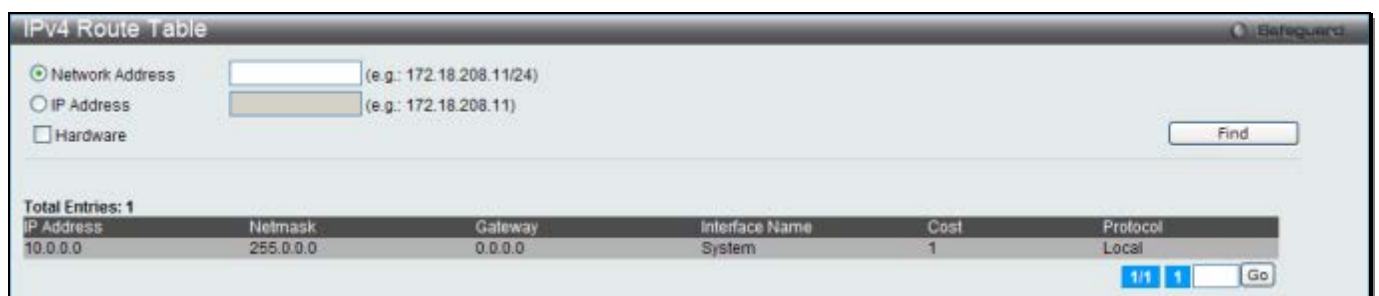 IPv4 Route Table
Safeguard
Network Address (e.g.: 172.18.208.11/24)
IP Address (e.g.: 172.18.208.11)
Hardware
Find
Total Entries: 1
IP Address Netmask Gateway Interface Name Cost Protocol
10.0.0.0 255.0.0.0 0.0.0.0 System 1 Local
1/1 1 Go